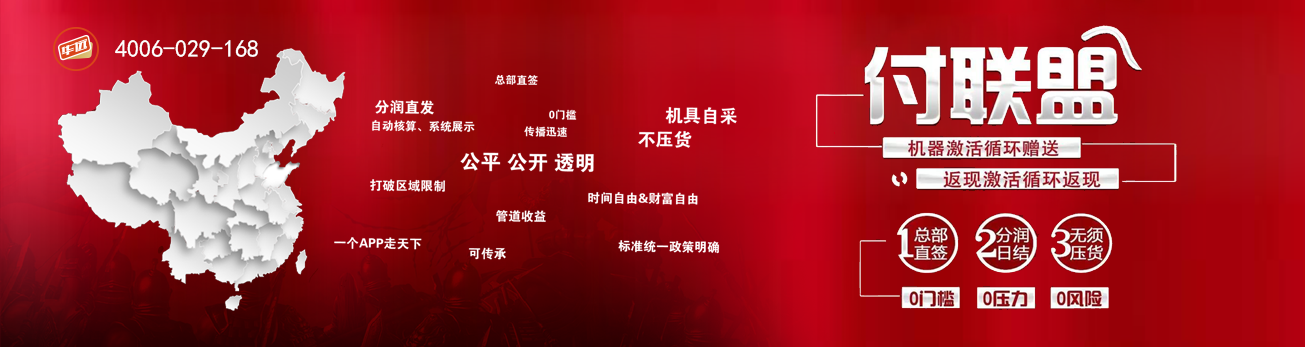 华远
4006-029-168
总部直签
分润直发
自动核算、系统展示
0门槛
传播迅速
机具自采
不压货
公平 公开 透明
打破区域限制
时间自由&财富自由
管道收益
一个APP走天下
可传承
标准统一政策明确
付联盟
机器激活循环赠送
返现激活循环返现
1总部直签
2分润日结
3无须压货
0门槛
0压力
0风险